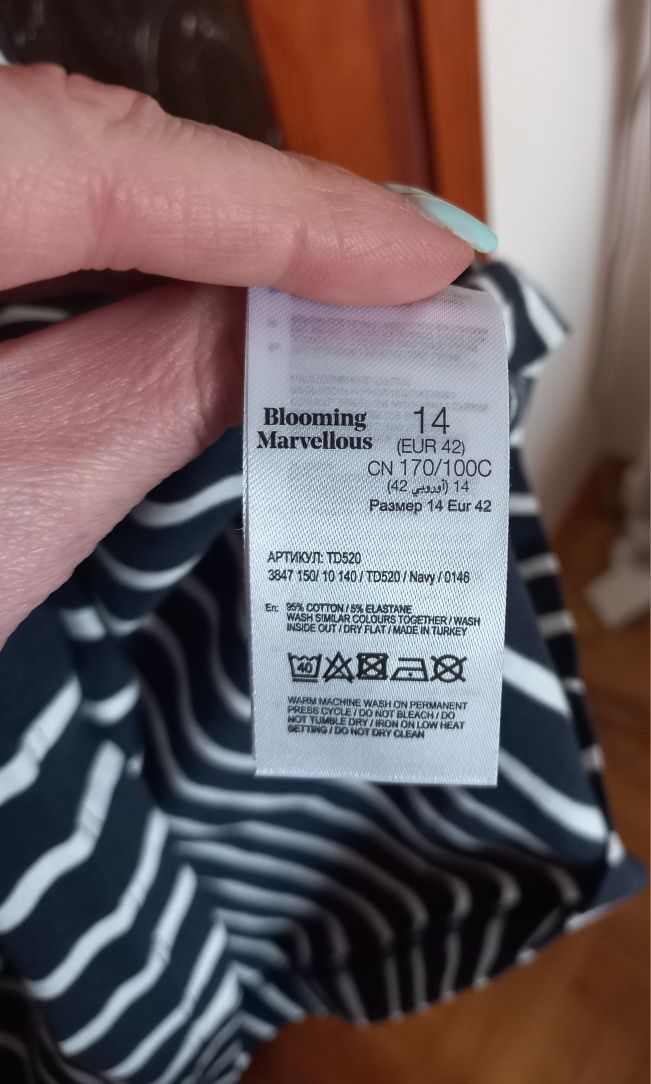 Blooming
Marvellous
14
(EUR 42)
CN 170/100C
14 (أوروبي 42)
Размер 14 Eur 42
АРТИКУЛ: TD520
3847 150/ 10 140 / TD520 / Navy / 0146
En: 95% COTTON / 5% ELASTANE
WASH SIMILAR COLOURS TOGETHER / WASH
INSIDE OUT / DRY FLAT / MADE IN TURKEY
40
WARM MACHINE WASH ON PERMANENT
PRESS CYCLE / DO NOT BLEACH / DO
NOT TUMBLE DRY / IRON ON LOW HEAT
SETTING / DO NOT DRY CLEAN